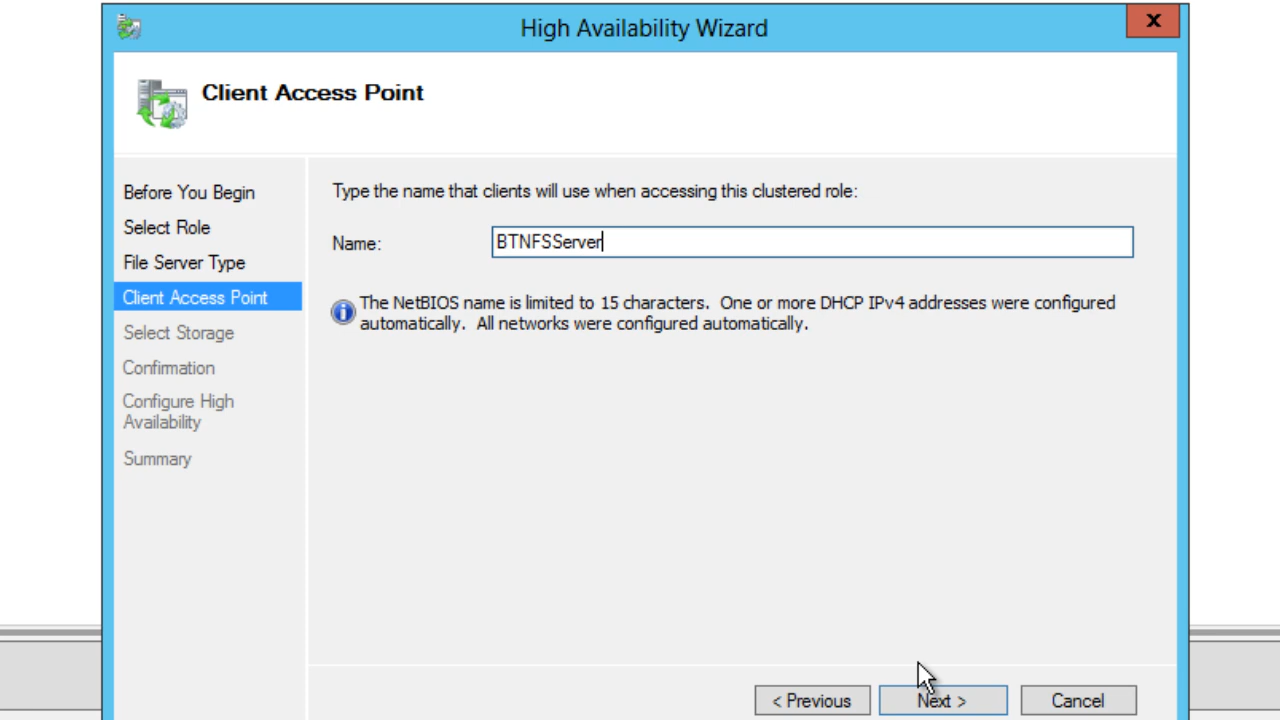 High Availability Wizard
x
Client Access Point
Before You Begin
Select Role
File Server Type
Client Access Point
Select Storage
Confirmation
Configure High
Availability
Summary
Type the name that clients will use when accessing this clustered role:
Name:
BTNFSServer
The NetBIOS name is limited to 15 characters.  One or more DHCP IPv4 addresses were configured
automatically.  All networks were configured automatically.
< Previous
Next >
Cancel